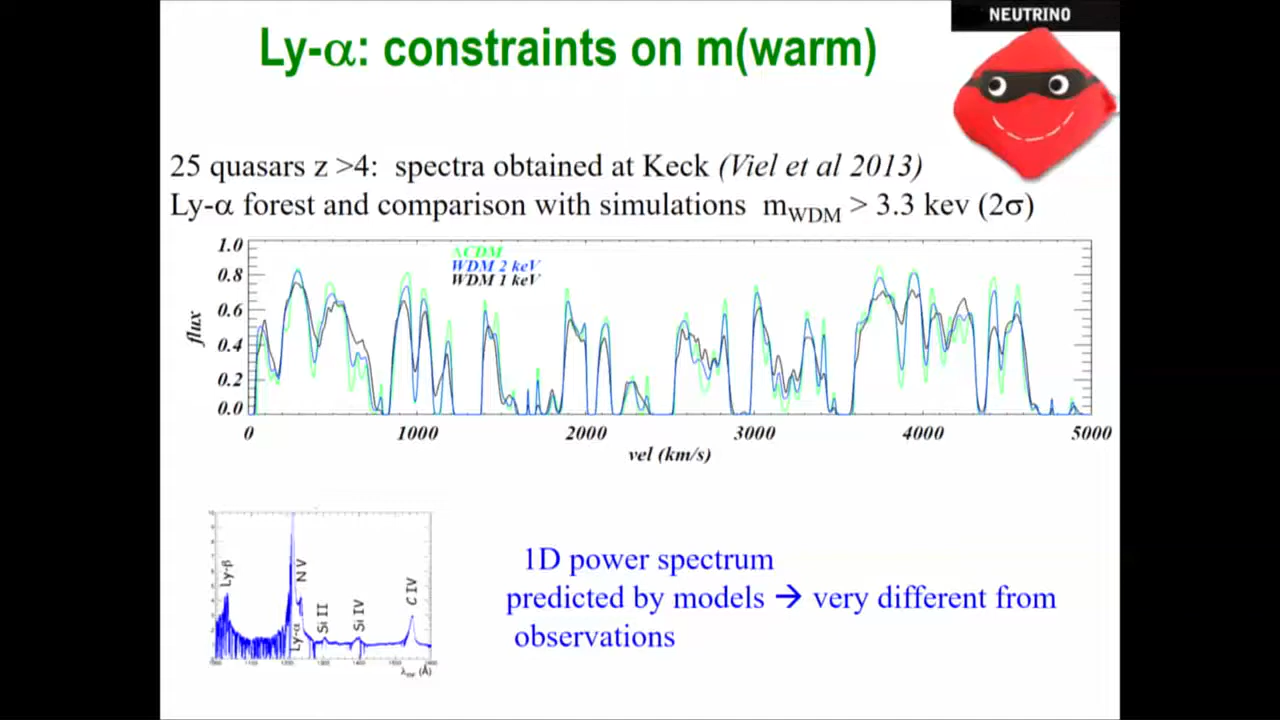 NEUTRINO
Ly-α: constraints on m(warm)
25 quasars z >4: spectra obtained at Keck (Viel et al 2013)
Ly-α forest and comparison with simulations m_WDM > 3.3 kev (2σ)
ΛCDM
WDM 2 keV
WDM 1 keV
flux
1.0
0.8
0.6
0.4
0.2
0.0
0 1000 2000 3000 4000 5000
vel (km/s)
Ly-β
Ly-α
N V
Si II
Si IV
C IV
1D power spectrum
predicted by models → very different from
observations